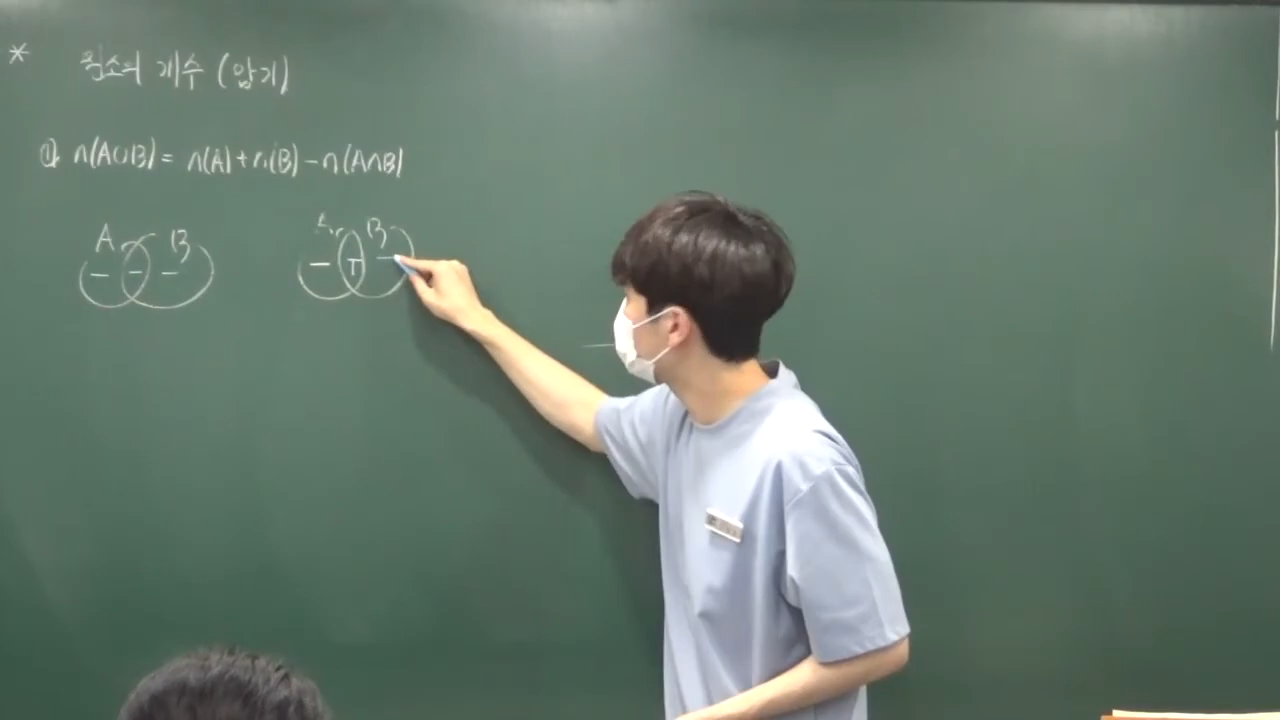 * 원소의 개수 (암기)
① n(A∪B) = n(A) + n(B) - n(A∩B)
A B A B